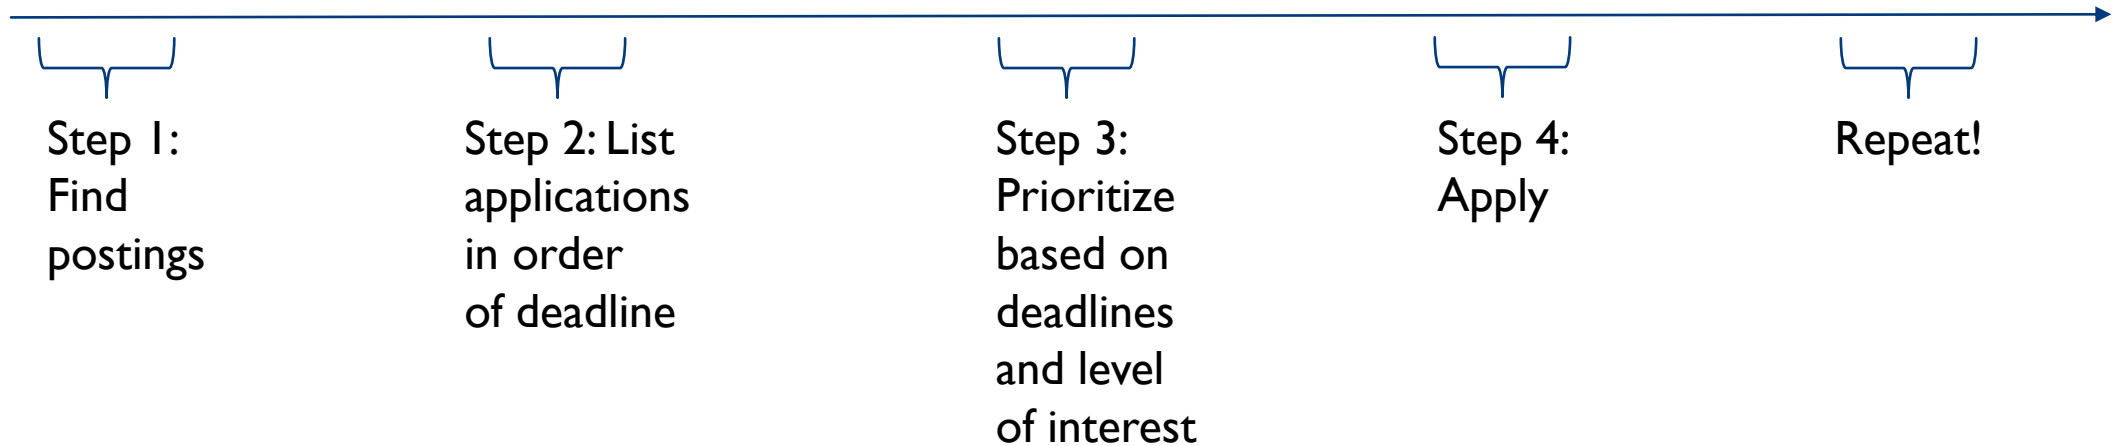 Step 1:
Find
postings
Step 2: List
applications
in order
of deadline
Step 3:
Prioritize
based on
deadlines
and level
of interest
Step 4:
Apply
Repeat!